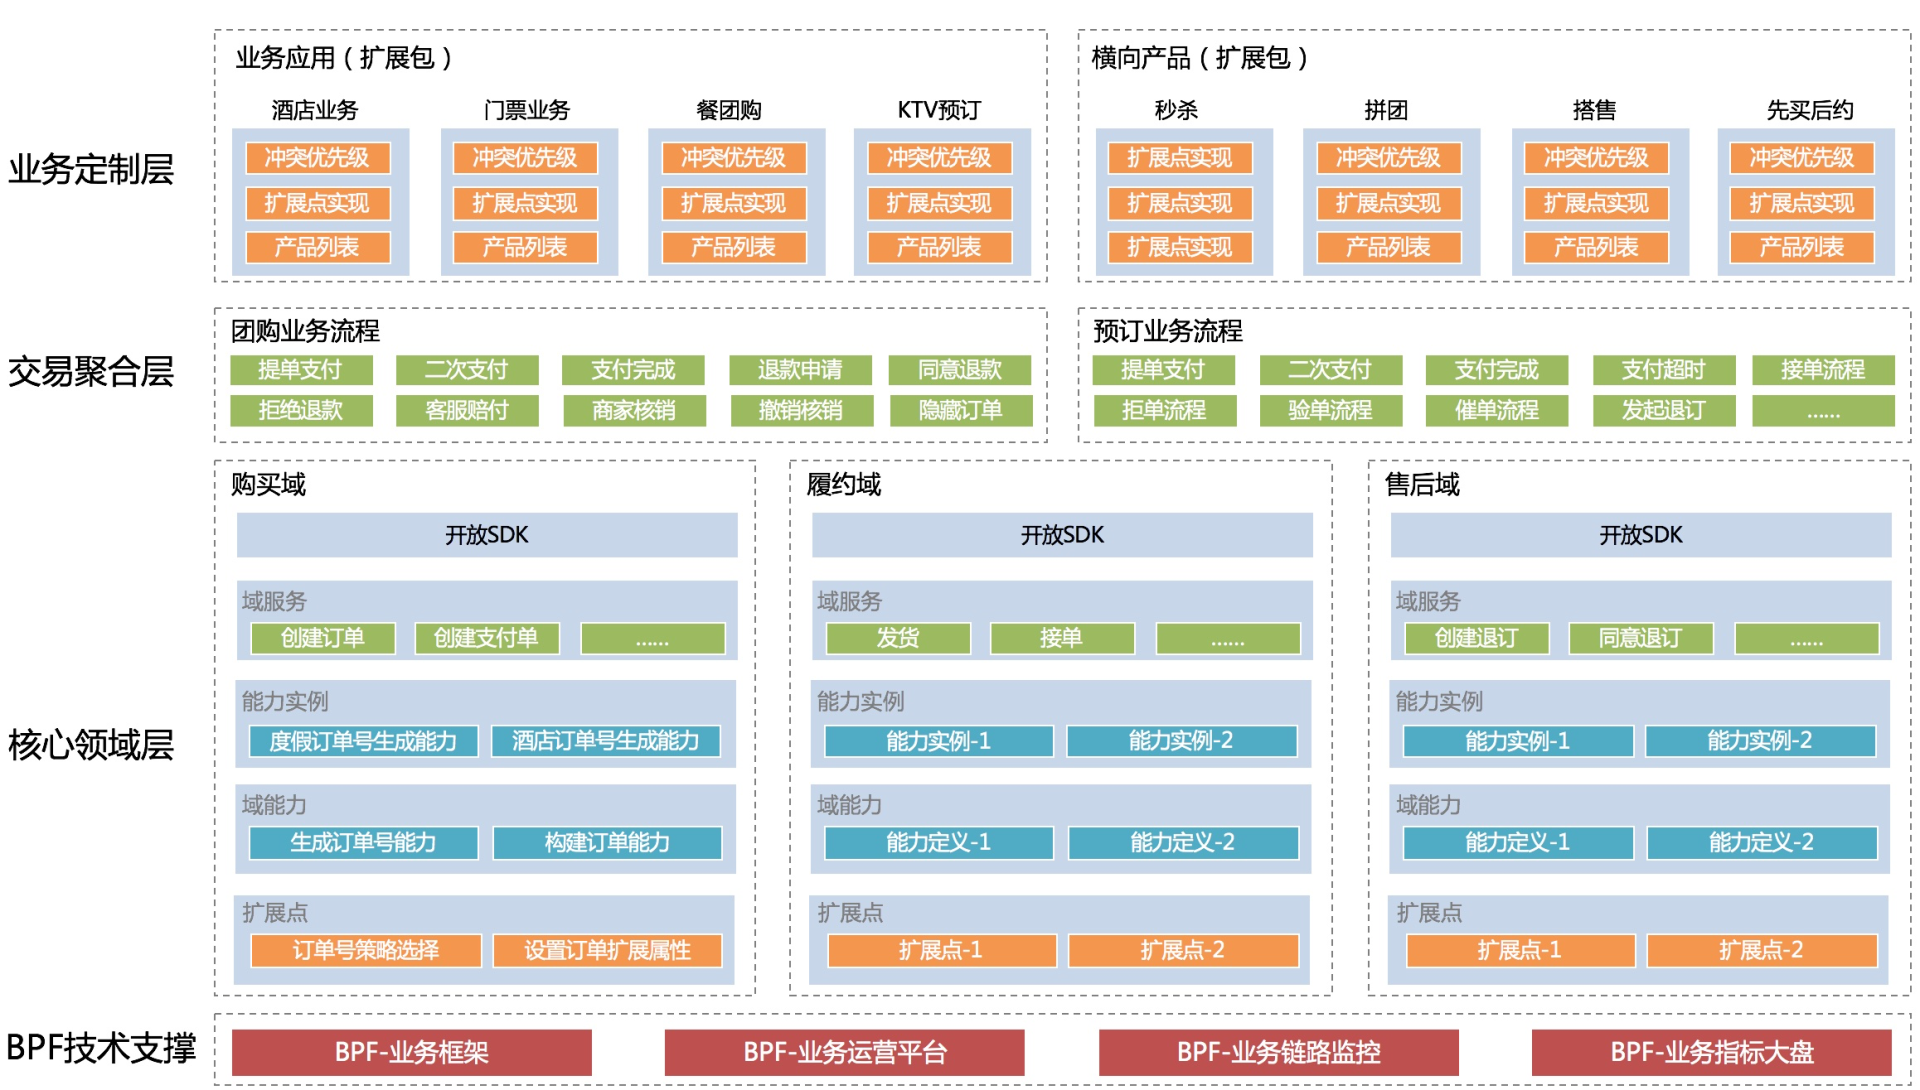 业务定制层
业务应用（扩展包）
酒店业务
冲突优先级
扩展点实现
产品列表
门票业务
冲突优先级
扩展点实现
产品列表
餐团购
冲突优先级
扩展点实现
产品列表
KTV预订
冲突优先级
扩展点实现
产品列表
横向产品（扩展包）
秒杀
扩展点实现
扩展点实现
扩展点实现
拼团
冲突优先级
扩展点实现
产品列表
搭售
冲突优先级
扩展点实现
产品列表
先买后约
冲突优先级
扩展点实现
产品列表
交易聚合层
团购业务流程
提单支付
二次支付
支付完成
退款申请
同意退款
拒绝退款
客服赔付
商家核销
撤销核销
隐藏订单
预订业务流程
提单支付
二次支付
支付完成
支付超时
接单流程
拒单流程
验单流程
催单流程
发起退订
......
核心领域层
购买域
开放SDK
域服务
创建订单
创建支付单
......
能力实例
度假订单号生成能力
酒店订单号生成能力
域能力
生成订单号能力
构建订单能力
扩展点
订单号策略选择
设置订单扩展属性
履约域
开放SDK
域服务
发货
接单
......
能力实例
能力实例-1
能力实例-2
域能力
能力定义-1
能力定义-2
扩展点
扩展点-1
扩展点-2
售后域
开放SDK
域服务
创建退订
同意退订
......
能力实例
能力实例-1
能力实例-2
域能力
能力定义-1
能力定义-2
扩展点
扩展点-1
扩展点-2
BPF技术支撑
BPF-业务框架
BPF-业务运营平台
BPF-业务链路监控
BPF-业务指标大盘